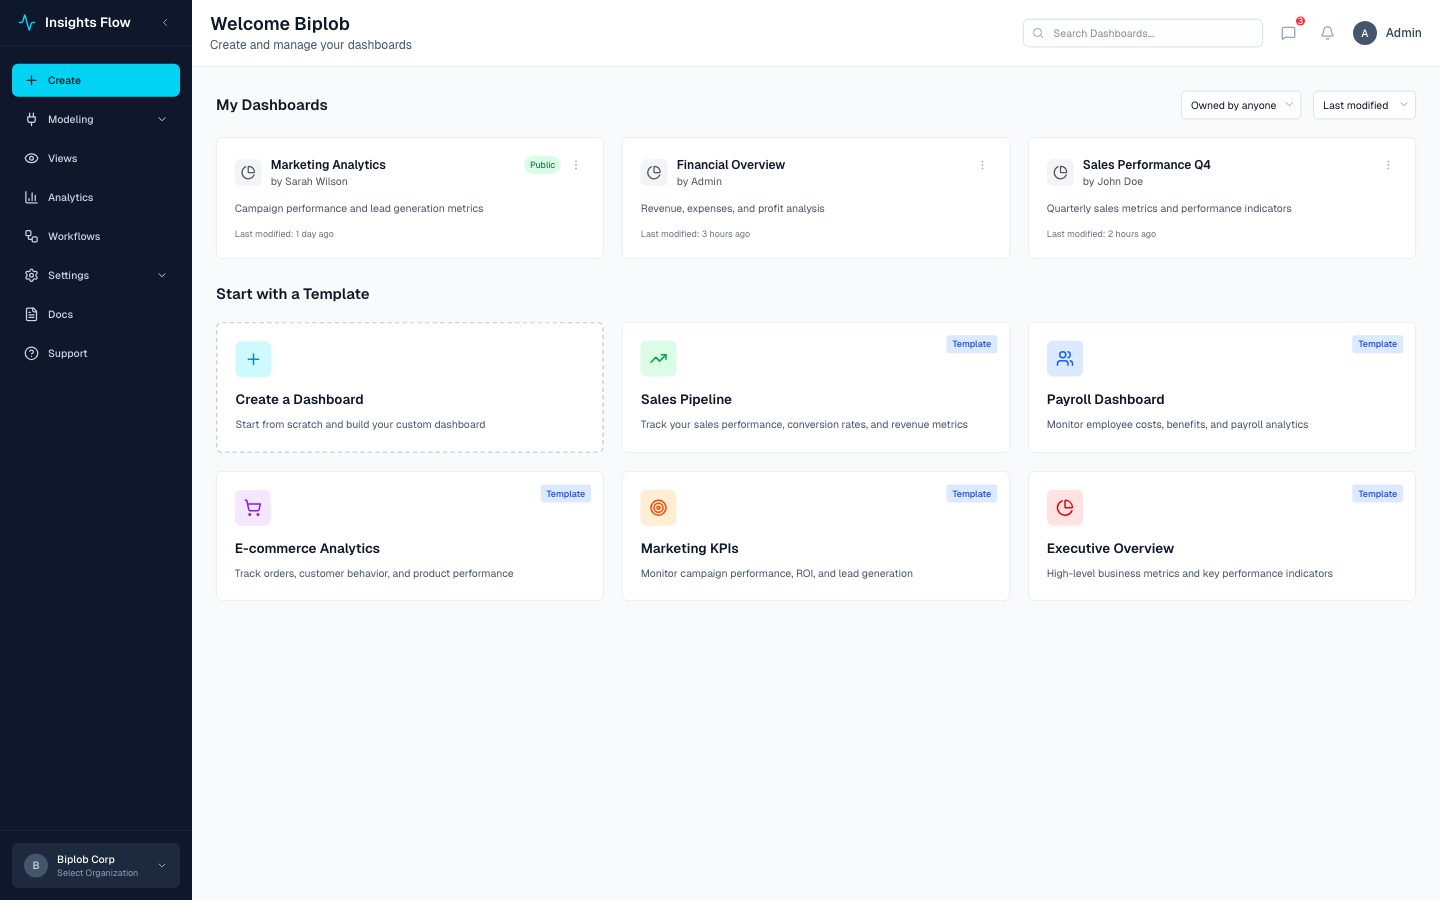 Insights Flow
Create
Modeling
Views
Analytics
Workflows
Settings
Docs
Support
B
Biplob Corp
Select Organization
Welcome Biplob
Create and manage your dashboards
Search Dashboards...
3
A
Admin
My Dashboards
Owned by anyone
Last modified
Marketing Analytics
Public
by Sarah Wilson
Campaign performance and lead generation metrics
Last modified: 1 day ago
Financial Overview
by Admin
Revenue, expenses, and profit analysis
Last modified: 3 hours ago
Sales Performance Q4
by John Doe
Quarterly sales metrics and performance indicators
Last modified: 2 hours ago
Start with a Template
Create a Dashboard
Start from scratch and build your custom dashboard
Template
Sales Pipeline
Track your sales performance, conversion rates, and revenue metrics
Template
Payroll Dashboard
Monitor employee costs, benefits, and payroll analytics
Template
E-commerce Analytics
Track orders, customer behavior, and product performance
Template
Marketing KPIs
Monitor campaign performance, ROI, and lead generation
Template
Executive Overview
High-level business metrics and key performance indicators